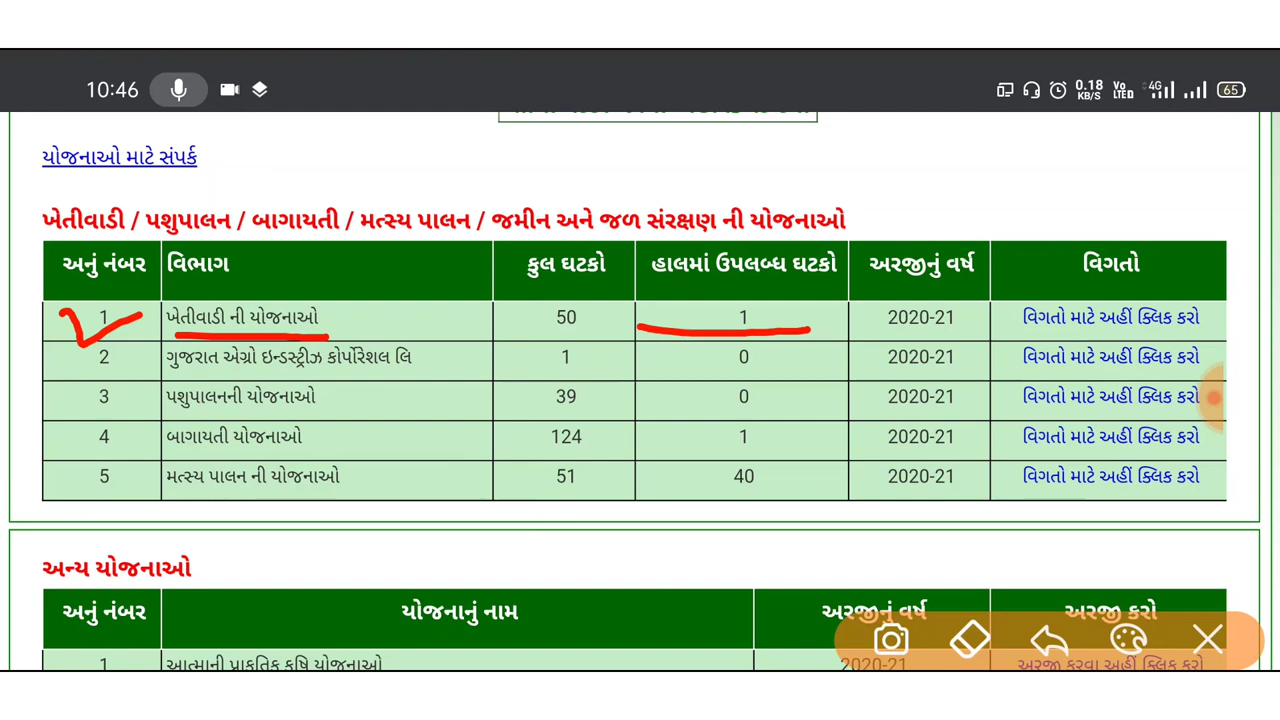 10:46 0.18 KB/S Vo LTED 4G 65
યોજનાઓ માટે સંપર્ક
ખેતીવાડી / પશુપાલન / બાગાયતી / મત્સ્ય પાલન / જમીન અને જળ સંરક્ષણ ની યોજનાઓ
અનું નંબર વિભાગ કુલ ઘટકો હાલમાં ઉપલબ્ધ ઘટકો અરજીનું વર્ષ વિગતો
1 ખેતીવાડી ની યોજનાઓ 50 1 2020-21 વિગતો માટે અહીં ક્લિક કરો
2 ગુજરાત એગ્રો ઇન્ડસ્ટ્રીઝ કોર્પોરેશલ લિ 1 0 2020-21 વિગતો માટે અહીં ક્લિક કરો
3 પશુપાલનની યોજનાઓ 39 0 2020-21 વિગતો માટે અહીં ક્લિક કરો
4 બાગાયતી યોજનાઓ 124 1 2020-21 વિગતો માટે અહીં ક્લિક કરો
5 મત્સ્ય પાલન ની યોજનાઓ 51 40 2020-21 વિગતો માટે અહીં ક્લિક કરો
અન્ય યોજનાઓ
અનું નંબર યોજનાનું નામ અરજીનું વર્ષ અરજી કરો
1 આત્માની પ્રાકૃતિક કૃષિ યોજનાઓ 2020-21 અરજી કરવા અહીં ક્લિક કરો